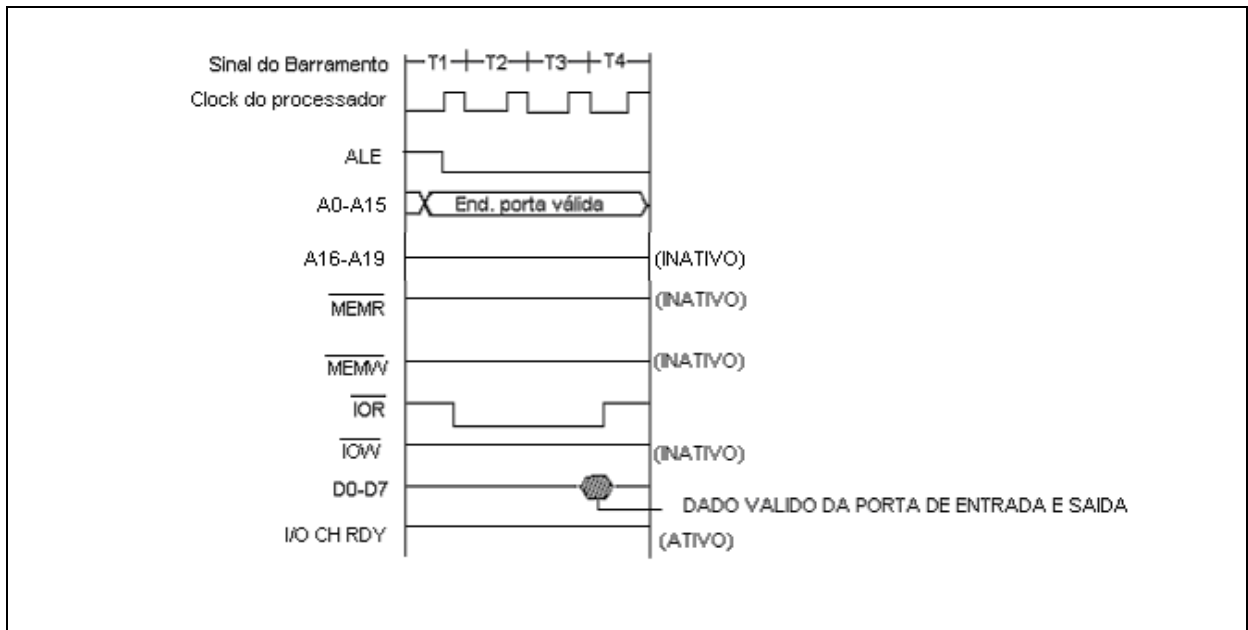 Sinal do Barramento T1 T2 T3 T4
Clock do processador
ALE
A0-A15 End. porta válida
A16-A19 (INATIVO)
MEMR (INATIVO)
MEMW (INATIVO)
IOR
IOW (INATIVO)
D0-D7
DADO VALIDO DA PORTA DE ENTRADA E SAIDA
I/O CH RDY (ATIVO)